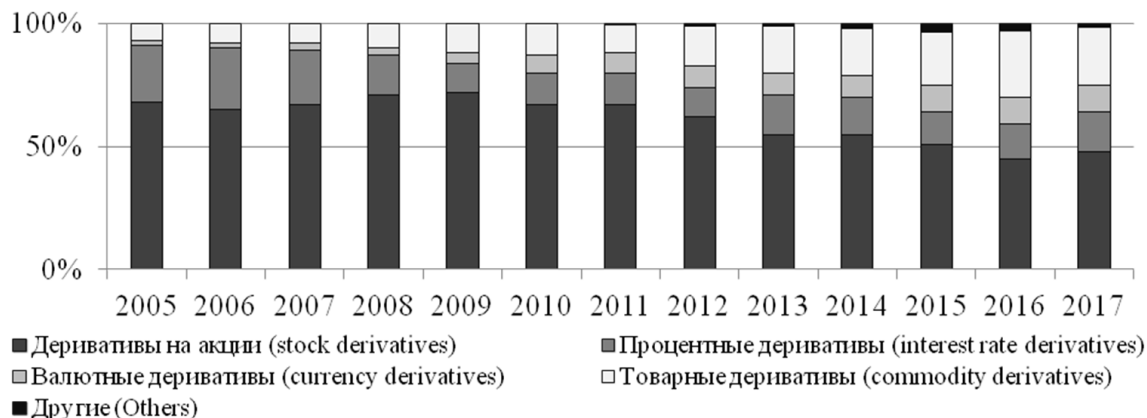 100%
50%
0%
2005 2006 2007 2008 2009 2010 2011 2012 2013 2014 2015 2016 2017
Деривативы на акции (stock derivatives) Процентные деривативы (interest rate derivatives)
Валютные деривативы (currency derivatives) Товарные деривативы (commodity derivatives)
Другие (Others)